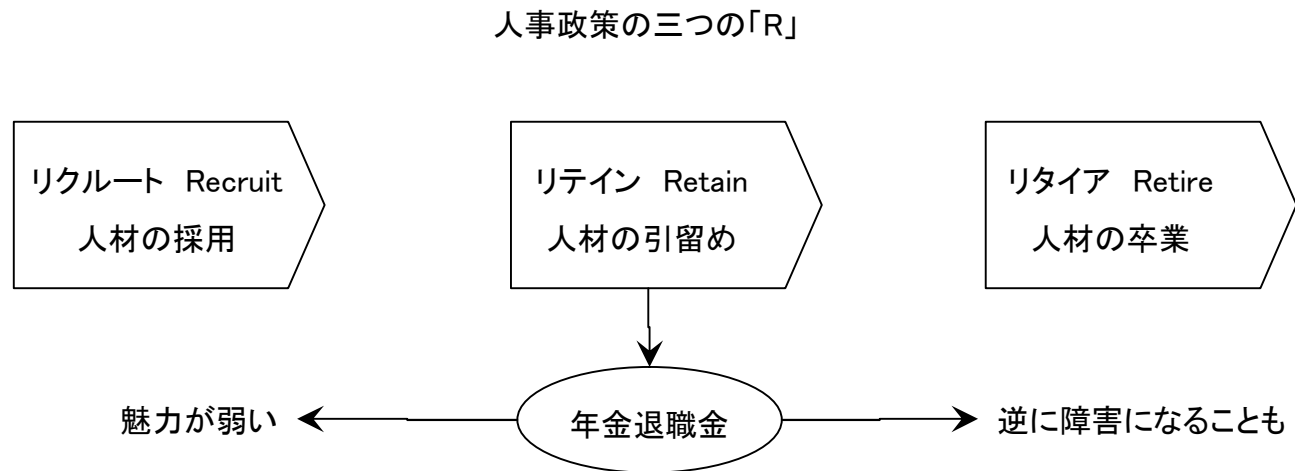 人事政策の三つの「R」
リクルート Recruit
人材の採用
リテイン Retain
人材の引留め
リタイア Retire
人材の卒業
魅力が弱い
年金退職金
逆に障害になることも